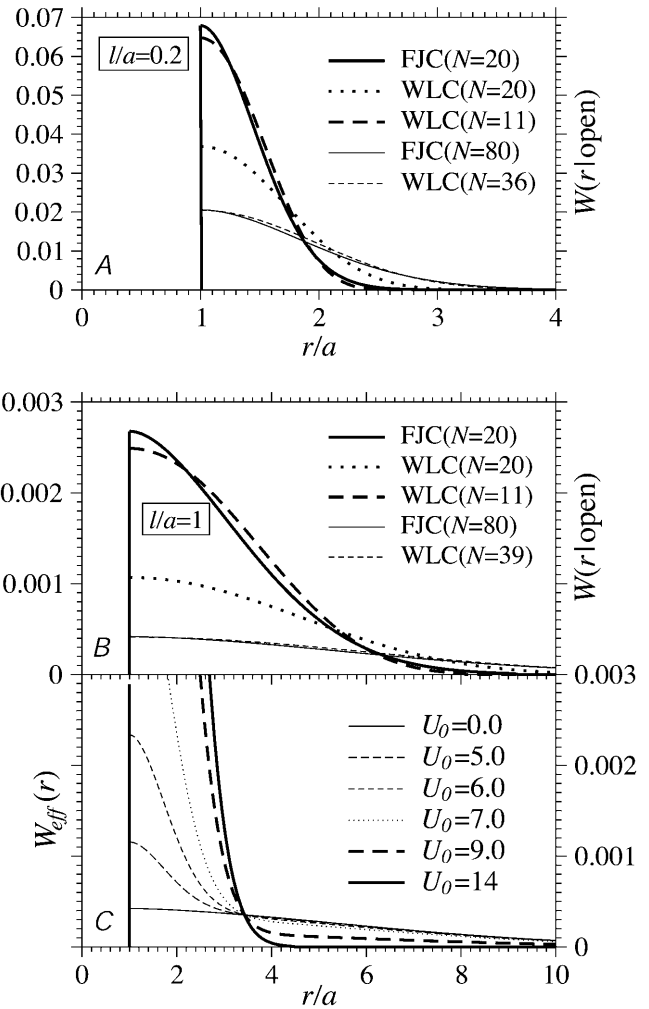 0.07
0.06
0.05
0.04
0.03
0.02
0.01
0
l/a=0.2
FJC(N=20)
WLC(N=20)
WLC(N=11)
FJC(N=80)
WLC(N=36)
W(r|open)
A
0 1 2 3 4
r/a
0.003
0.002
0.001
0
FJC(N=20)
WLC(N=20)
WLC(N=11)
FJC(N=80)
WLC(N=39)
l/a=1
W(r|open)
B
0.003
0.002
0.001
0
U0=0.0
U0=5.0
U0=6.0
U0=7.0
U0=9.0
U0=14
Weff(r)
C
0 2 4 6 8 10
r/a